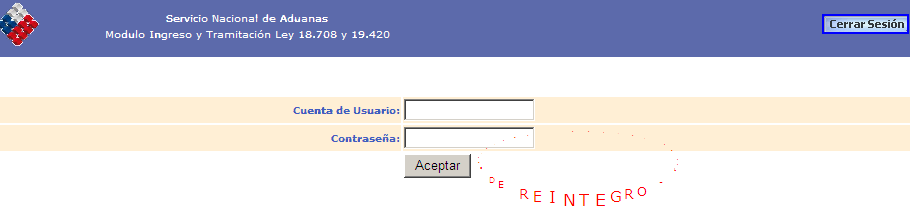 Servicio Nacional de Aduanas
Modulo Ingreso y Tramitación Ley 18.708 y 19.420
Cerrar Sesión
Cuenta de Usuario:
Contraseña:
Aceptar
DE REINTEGRO